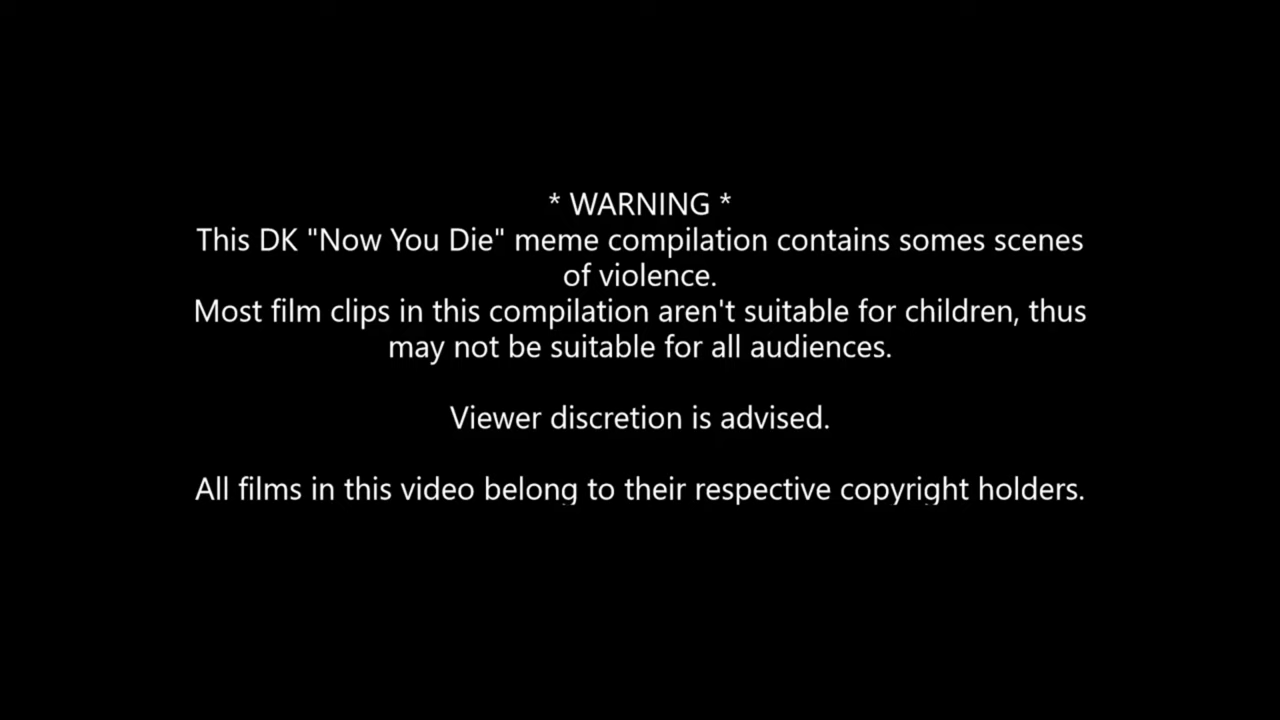 * WARNING *
This DK "Now You Die" meme compilation contains somes scenes
of violence.
Most film clips in this compilation aren't suitable for children, thus
may not be suitable for all audiences.
Viewer discretion is advised.
All films in this video belong to their respective copyright holders.